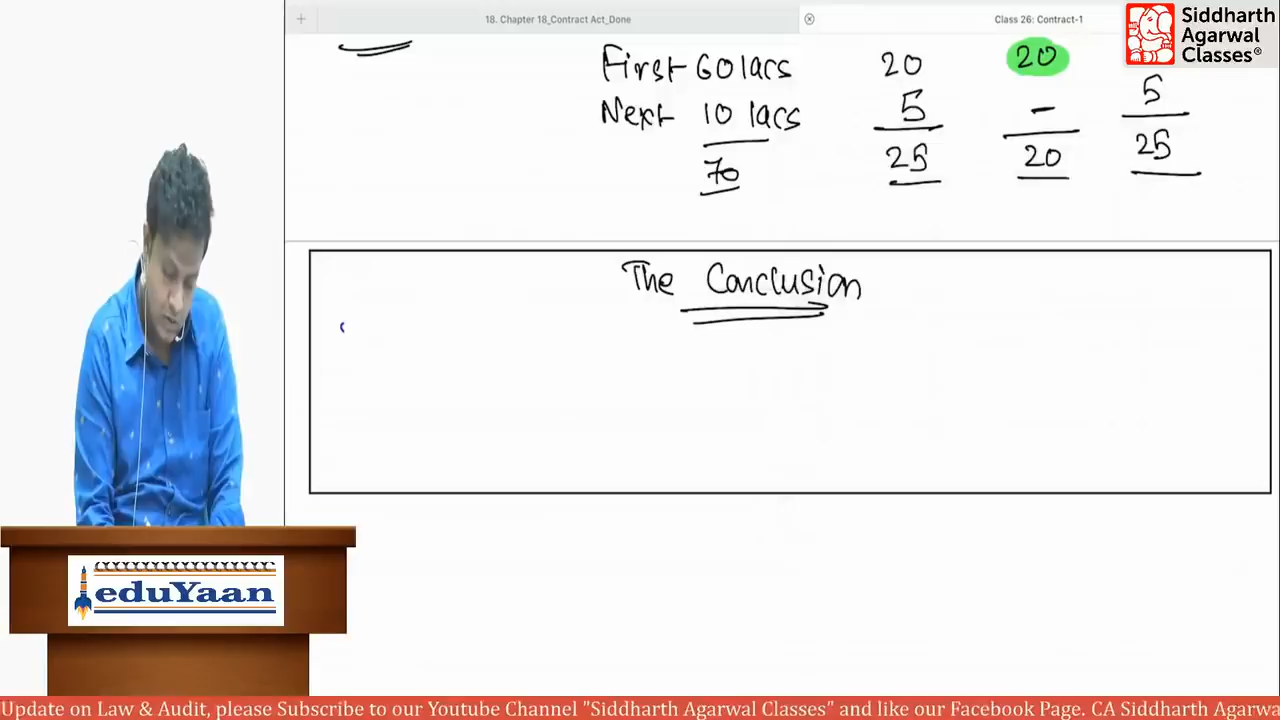 18. Chapter 18_Contract Act_Done
Class 26: Contract-1
Siddharth
Agarwal
Classes®
First 60 lacs 20 20
Next 10 lacs 5 - 5
70 25 20 25
The Conclusion
eduYaan
Update on Law & Audit, please Subscribe to our Youtube Channel "Siddharth Agarwal Classes" and like our Facebook Page. CA Siddharth Agarwa